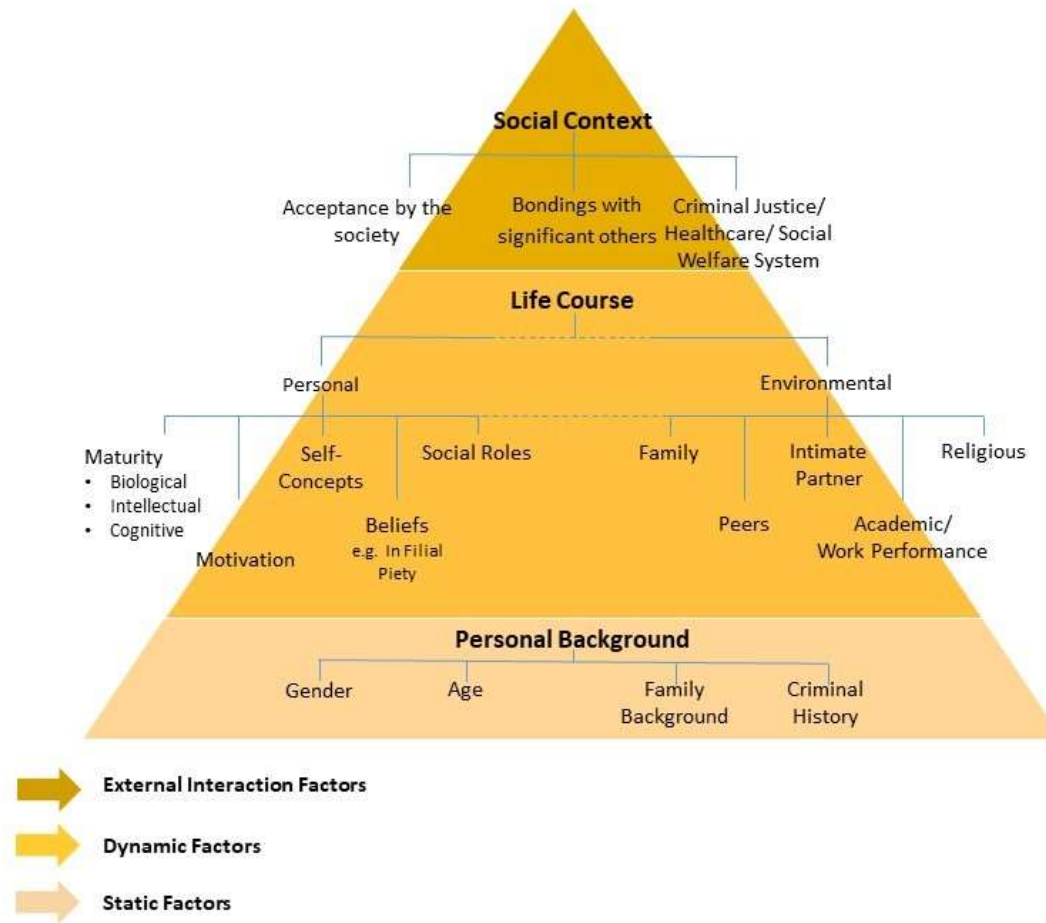 Social Context
Acceptance by the
society
Bondings with
significant others
Criminal Justice/
Healthcare/ Social
Welfare System
Life Course
Personal
Environmental
Maturity
• Biological
• Intellectual
• Cognitive
Motivation
Self-
Concepts
Beliefs
e.g. In Filial
Piety
Social Roles
Family
Peers
Intimate
Partner
Academic/
Work Performance
Religious
Personal Background
Gender
Age
Family
Background
Criminal
History
External Interaction Factors
Dynamic Factors
Static Factors